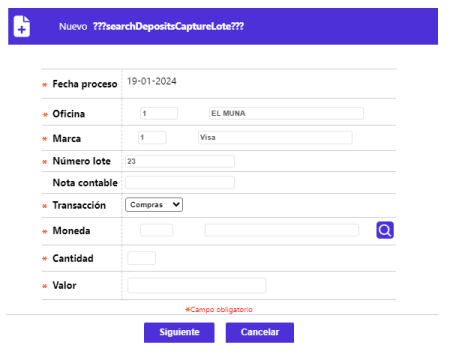 Nuevo ???searchDepositsCaptureLote???
* Fecha proceso 19-01-2024
* Oficina 1 EL MUNA
* Marca 1 Visa
* Número lote 23
Nota contable
* Transacción Compras
* Moneda
* Cantidad
* Valor
*Campo obligatorio
Siguiente Cancelar